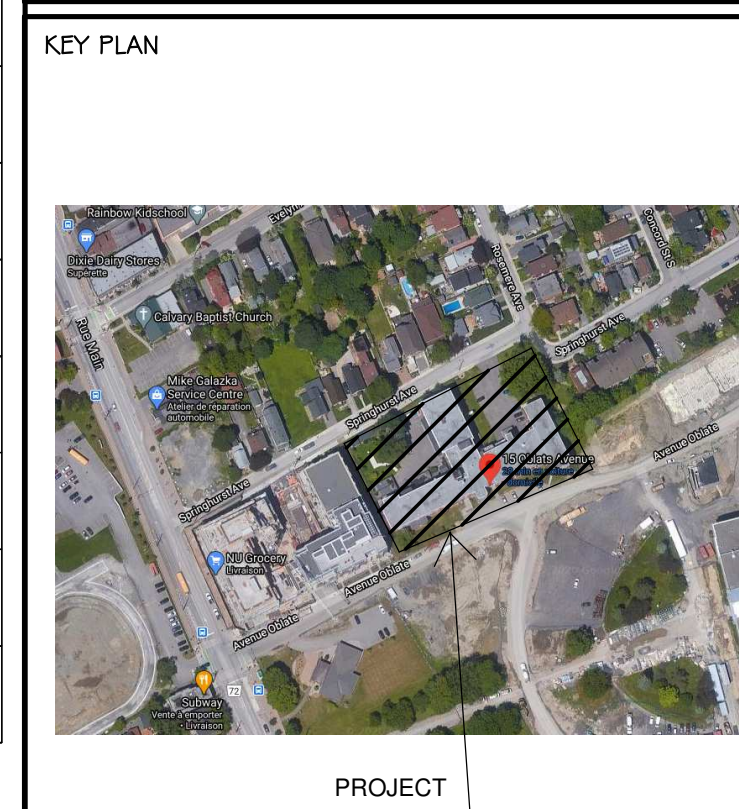 KEY PLAN
Rainbow Kidschool
Evelyn
Dixie Dairy Stores
Supérette
Rosemere Ave
Concord St S
Rue Main
Calvary Baptist Church
Springhurst Ave
Mike Galazka
Service Centre
Atelier de réparation
automobile
Springhurst Ave
15 Oblats Avenue
Avenue Oblate
Springhurst Ave
NU Grocery
Livraison
Avenue Oblate
Avenue Oblate
72
Subway
Vente à emporter
• Livraison
PROJECT